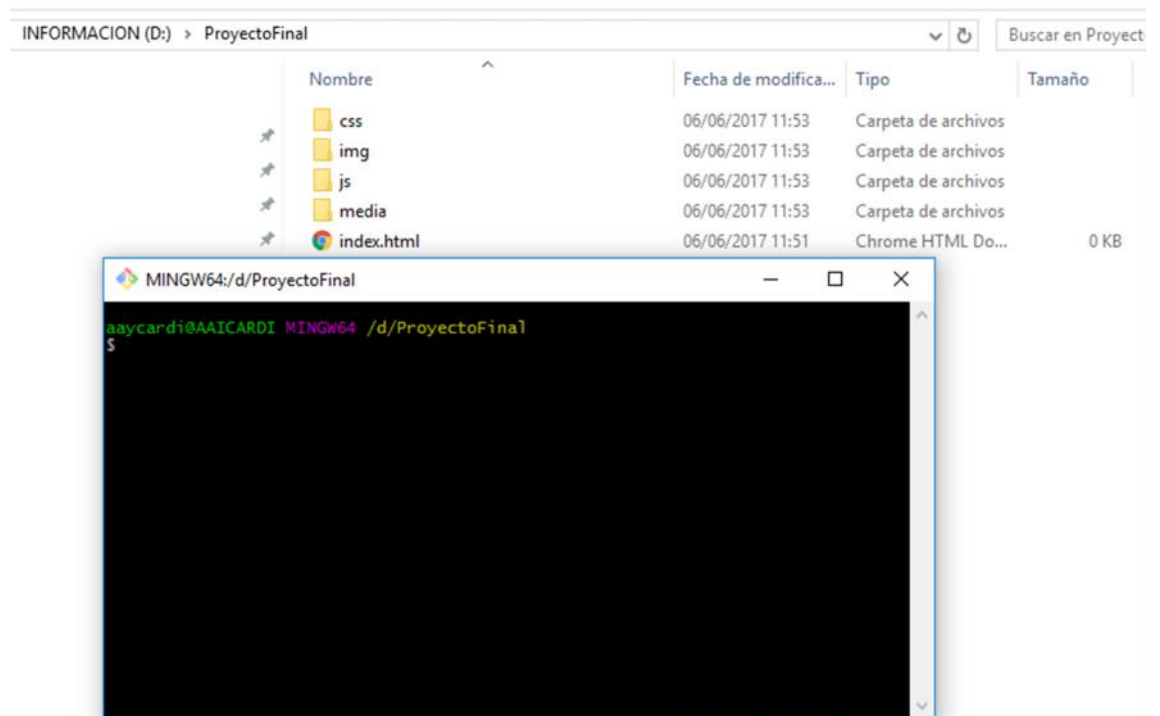 INFORMACION (D:) > ProyectoFinal Buscar en Proyect
Nombre Fecha de modifica... Tipo Tamaño
css 06/06/2017 11:53 Carpeta de archivos
img 06/06/2017 11:53 Carpeta de archivos
js 06/06/2017 11:53 Carpeta de archivos
media 06/06/2017 11:53 Carpeta de archivos
index.html 06/06/2017 11:51 Chrome HTML Do... 0 KB
MINGW64:/d/ProyectoFinal
aaycardi@AAICARDI MINGW64 /d/ProyectoFinal
$